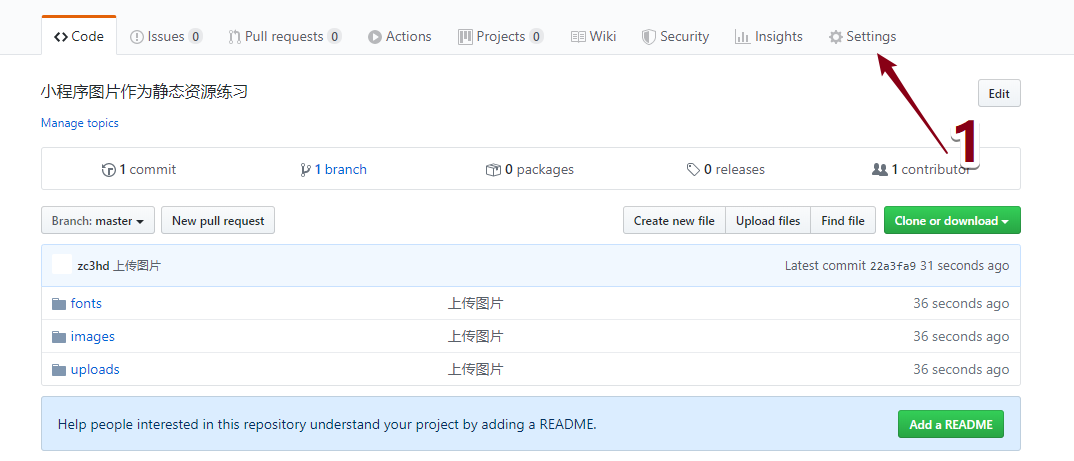 Code Issues 0 Pull requests 0 Actions Projects 0 Wiki Security Insights Settings
小程序图片作为静态资源练习 Edit
Manage topics
1
1 commit 1 branch 0 packages 0 releases 1 contributor
Branch: master New pull request Create new file Upload files Find file Clone or download
zc3hd 上传图片 Latest commit 22a3fa9 31 seconds ago
fonts 上传图片 36 seconds ago
images 上传图片 36 seconds ago
uploads 上传图片 36 seconds ago
Help people interested in this repository understand your project by adding a README. Add a README